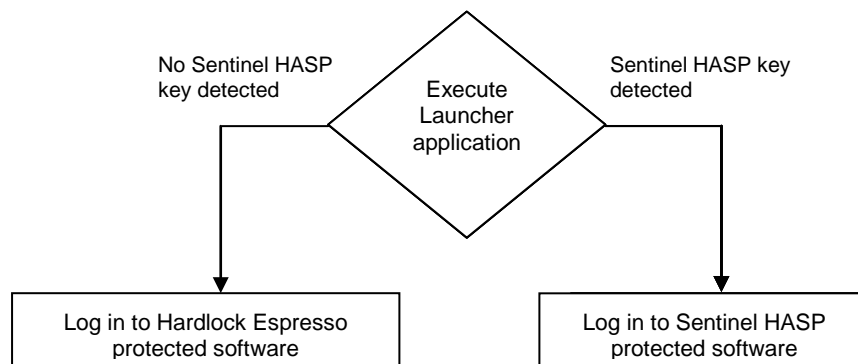 No Sentinel HASP
key detected
Execute
Launcher
application
Sentinel HASP key
detected
Log in to Hardlock Espresso
protected software
Log in to Sentinel HASP
protected software